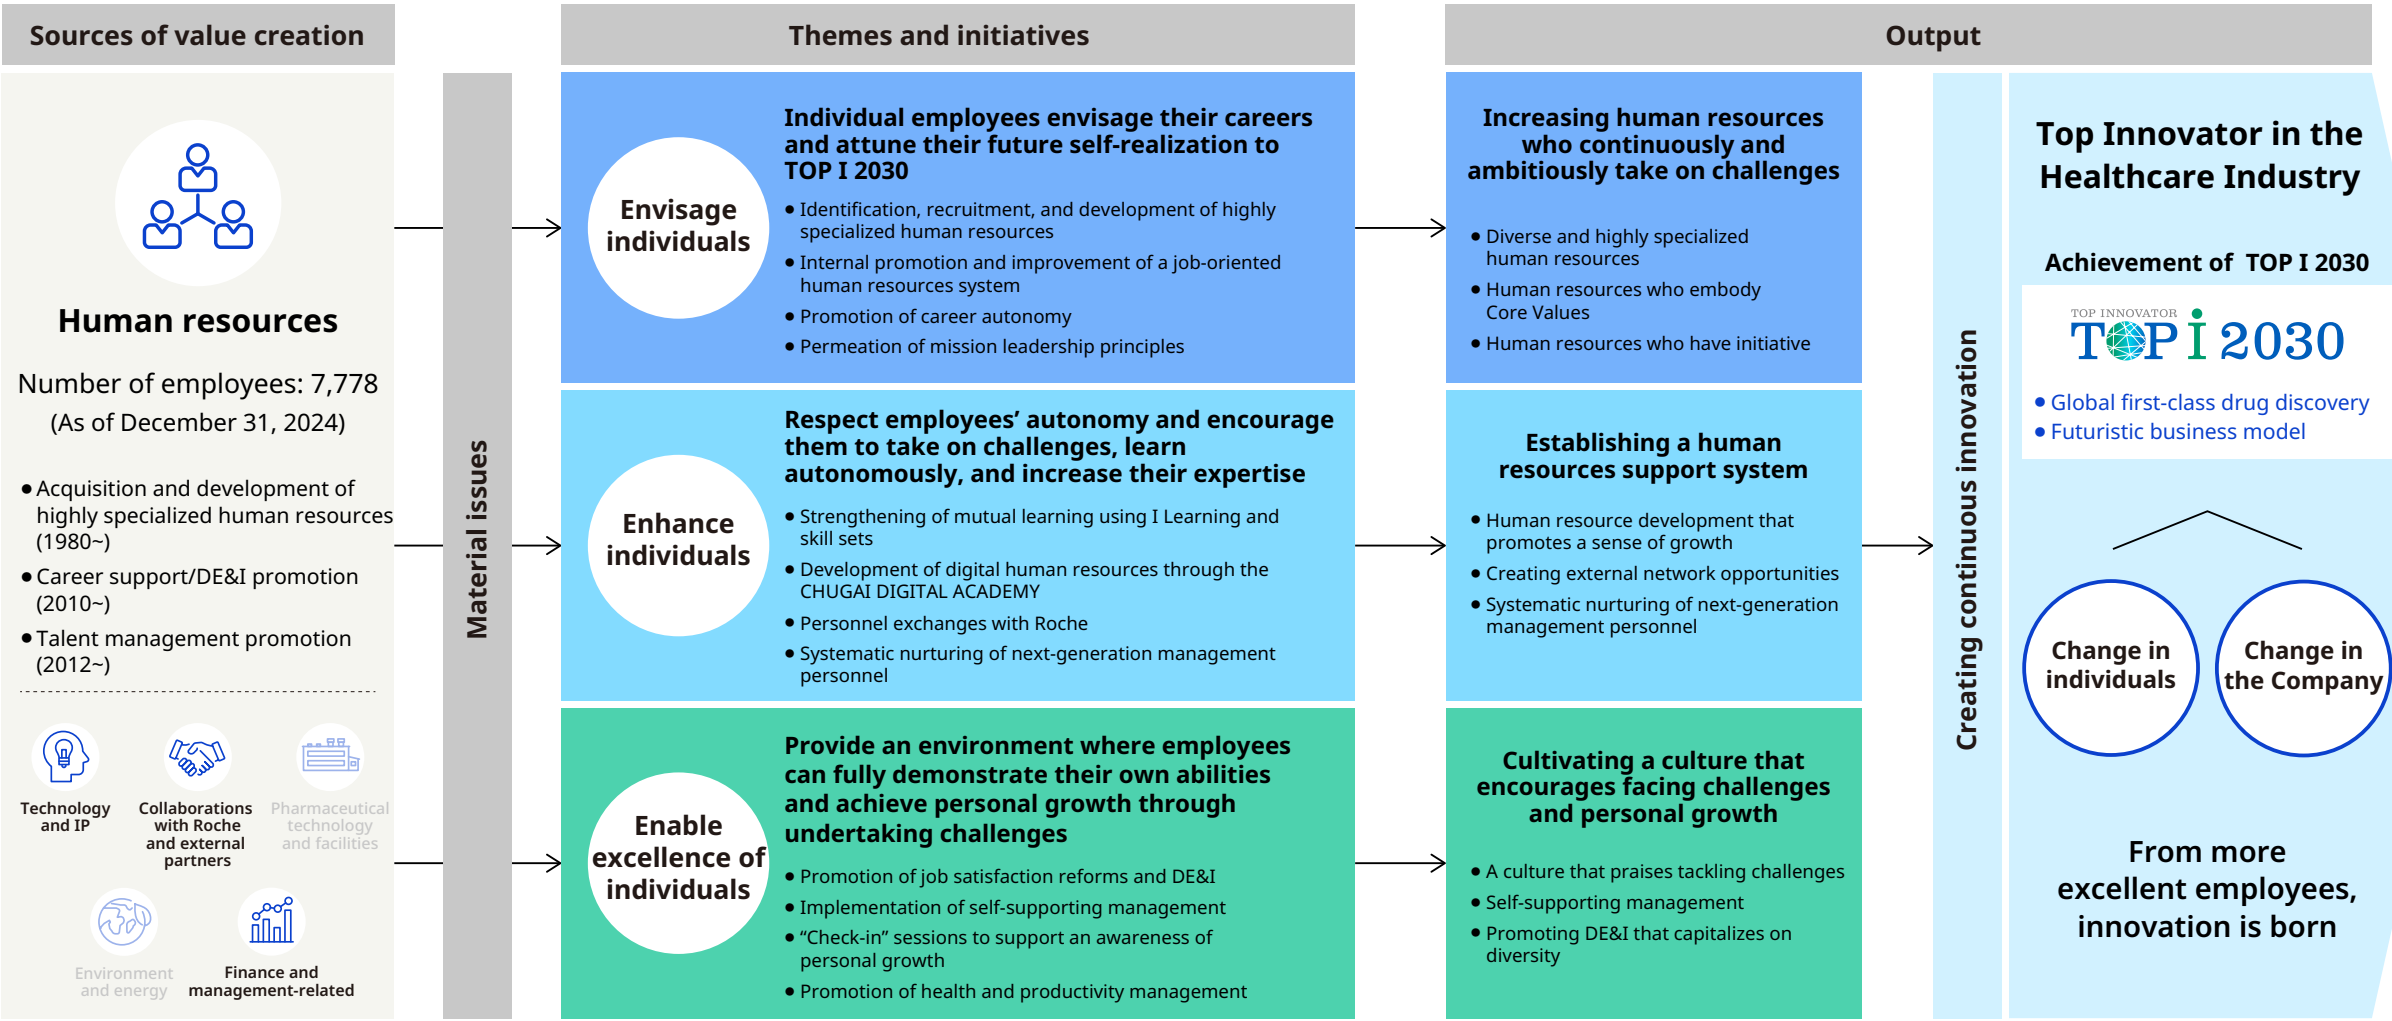 Sources of value creation
Human resources
Number of employees: 7,778
(As of December 31, 2024)
● Acquisition and development of
highly specialized human resources
(1980~)
● Career support/DE&I promotion
(2010~)
● Talent management promotion
(2012~)
Technology
and IP
Collaborations
with Roche
and external
partners
Pharmaceutical
technology
and facilities
Environment
and energy
Finance and
management-related
Material issues
Themes and initiatives
Envisage
individuals
Individual employees envisage their careers
and attune their future self-realization to
TOP I 2030
● Identification, recruitment, and development of highly
specialized human resources
● Internal promotion and improvement of a job-oriented
human resources system
● Promotion of career autonomy
● Permeation of mission leadership principles
Enhance
individuals
Respect employees’ autonomy and encourage
them to take on challenges, learn
autonomously, and increase their expertise
● Strengthening of mutual learning using I Learning and
skill sets
● Development of digital human resources through the
CHUGAI DIGITAL ACADEMY
● Personnel exchanges with Roche
● Systematic nurturing of next-generation management
personnel
Enable
excellence of
individuals
Provide an environment where employees
can fully demonstrate their own abilities
and achieve personal growth through
undertaking challenges
● Promotion of job satisfaction reforms and DE&I
● Implementation of self-supporting management
● “Check-in” sessions to support an awareness of
personal growth
● Promotion of health and productivity management
Output
Increasing human resources
who continuously and
ambitiously take on challenges
● Diverse and highly specialized
human resources
● Human resources who embody
Core Values
● Human resources who have initiative
Establishing a human
resources support system
● Human resource development that
promotes a sense of growth
● Creating external network opportunities
● Systematic nurturing of next-generation
management personnel
Cultivating a culture that
encourages facing challenges
and personal growth
● A culture that praises tackling challenges
● Self-supporting management
● Promoting DE&I that capitalizes on
diversity
Creating continuous innovation
Top Innovator in the
Healthcare Industry
Achievement of TOP I 2030
TOP INNOVATOR
TOP i 2030
● Global first-class drug discovery
● Futuristic business model
Change in
individuals
Change in
the Company
From more
excellent employees,
innovation is born